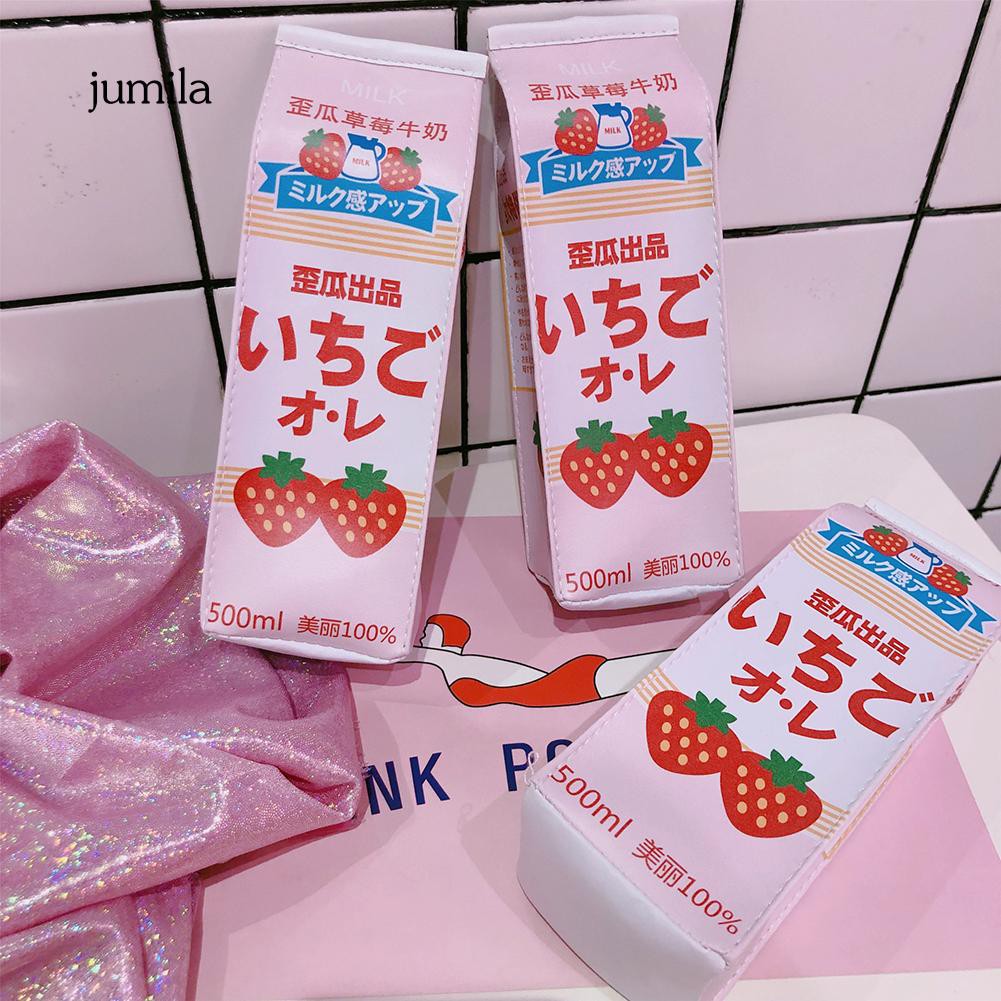 jumila
MILK
歪瓜草莓牛奶
MILK
ミルク感アップ
歪瓜出品
いちご
オ・レ
500ml 美丽100%
MILK
歪瓜草莓牛奶
MILK
ミルク感アップ
歪瓜出品
いちご
オ・レ
500ml 美丽100%
MILK
ミルク感アップ
歪瓜出品
いちご
オ・レ
500ml 美丽100%
NK P